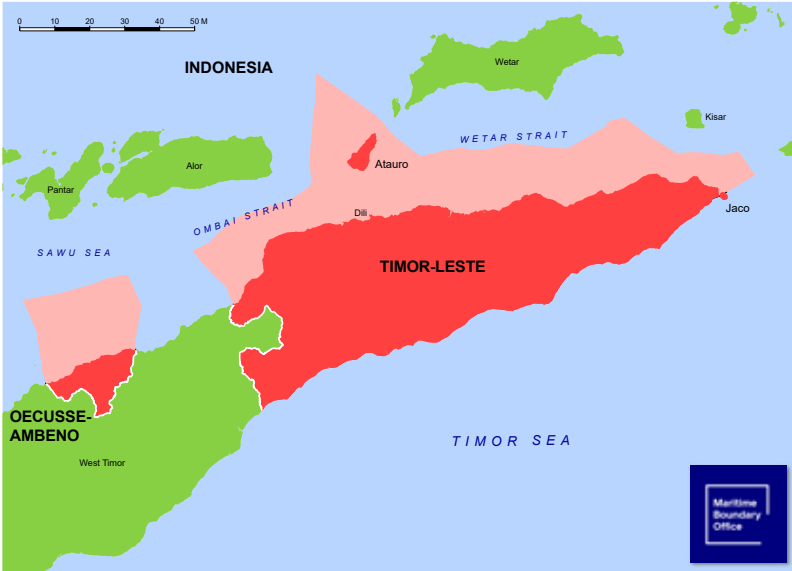 0 10 20 30 40 50 M
INDONESIA
Wetar
Kisar
WETAR STRAIT
Atauro
Alor
Pantar
Jaco
Dili
OMBAI STRAIT
SAWU SEA
TIMOR-LESTE
OECUSSE-
AMBENO
TIMOR SEA
West Timor
Maritime
Boundary
Office